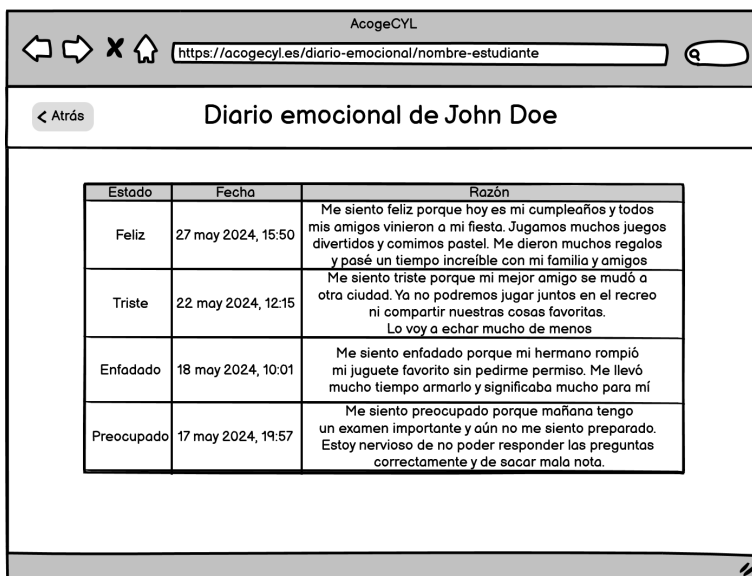 AcogeCYL
https://acogecyl.es/diario-emocional/nombre-estudiante
Atrás
Diario emocional de John Doe
Estado Fecha Razón
Feliz 27 may 2024, 15:50
Me siento feliz porque hoy es mi cumpleaños y todos
mis amigos vinieron a mi fiesta. Jugamos muchos juegos
divertidos y comimos pastel. Me dieron muchos regalos
y pasé un tiempo increíble con mi familia y amigos
Triste 22 may 2024, 12:15
Me siento triste porque mi mejor amigo se mudó a
otra ciudad. Ya no podremos jugar juntos en el recreo
ni compartir nuestras cosas favoritas.
Lo voy a echar mucho de menos
Enfadado 18 may 2024, 10:01
Me siento enfadado porque mi hermano rompió
mi juguete favorito sin pedirme permiso. Me llevó
mucho tiempo armarlo y significaba mucho para mí
Preocupado 17 may 2024, 19:57
Me siento preocupado porque mañana tengo
un examen importante y aún no me siento preparado.
Estoy nervioso de no poder responder las preguntas
correctamente y de sacar mala nota.